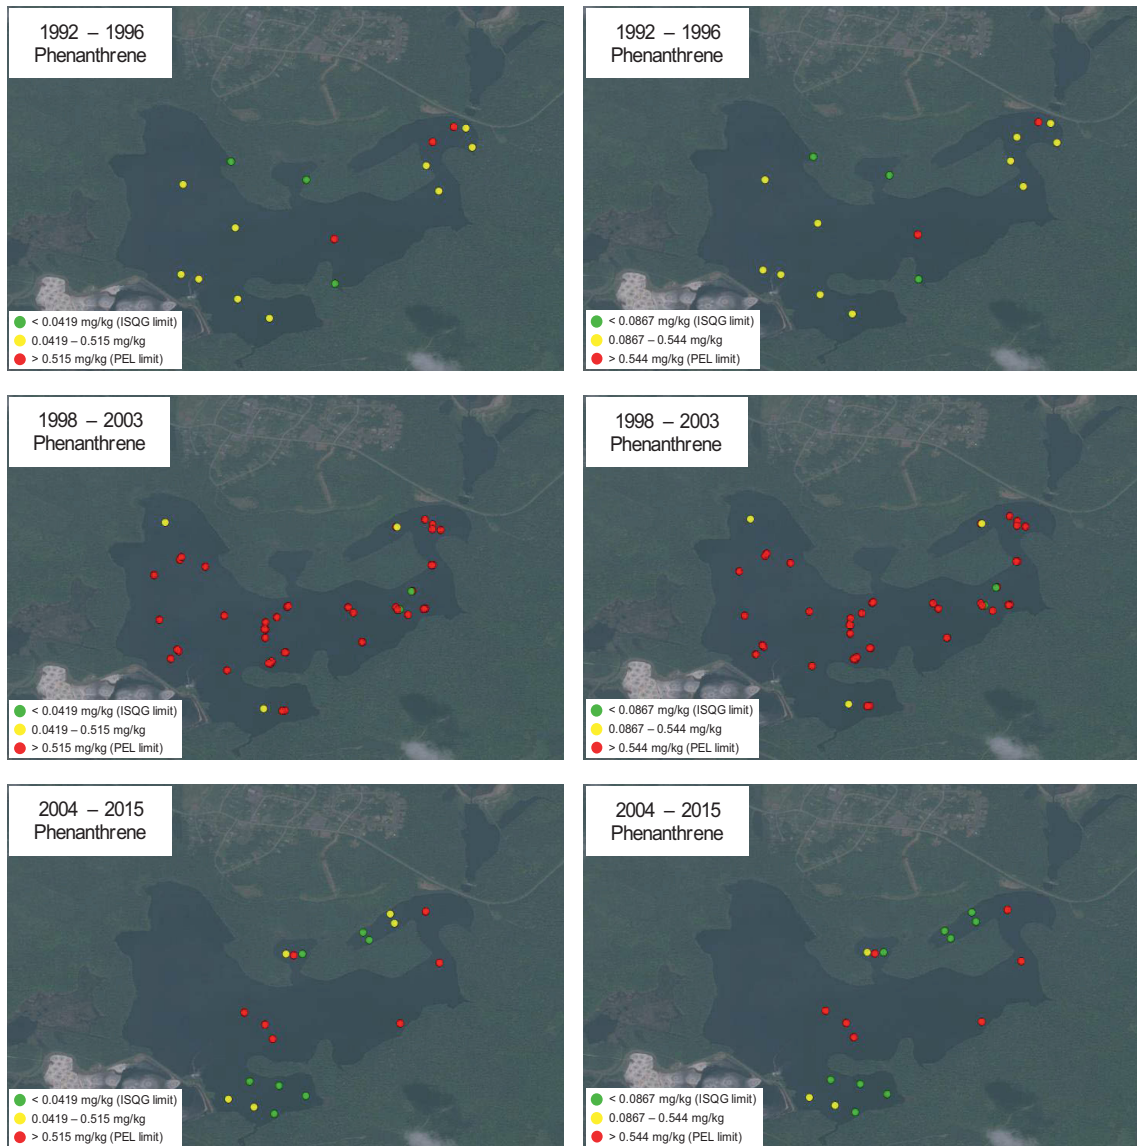 1992 – 1996
Phenanthrene
< 0.0419 mg/kg (ISQG limit)
0.0419 – 0.515 mg/kg
> 0.515 mg/kg (PEL limit)
1992 – 1996
Phenanthrene
< 0.0867 mg/kg (ISQG limit)
0.0867 – 0.544 mg/kg
> 0.544 mg/kg (PEL limit)
1998 – 2003
Phenanthrene
< 0.0419 mg/kg (ISQG limit)
0.0419 – 0.515 mg/kg
> 0.515 mg/kg (PEL limit)
1998 – 2003
Phenanthrene
< 0.0867 mg/kg (ISQG limit)
0.0867 – 0.544 mg/kg
> 0.544 mg/kg (PEL limit)
2004 – 2015
Phenanthrene
< 0.0419 mg/kg (ISQG limit)
0.0419 – 0.515 mg/kg
> 0.515 mg/kg (PEL limit)
2004 – 2015
Phenanthrene
< 0.0867 mg/kg (ISQG limit)
0.0867 – 0.544 mg/kg
> 0.544 mg/kg (PEL limit)